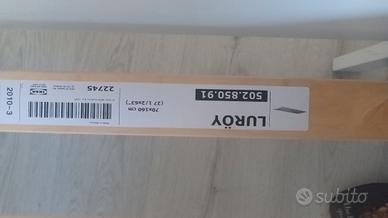 LURÖY
502.850.91
70x160 cm
(27 1/2x63")
22745
2010-3
IKEA
subito